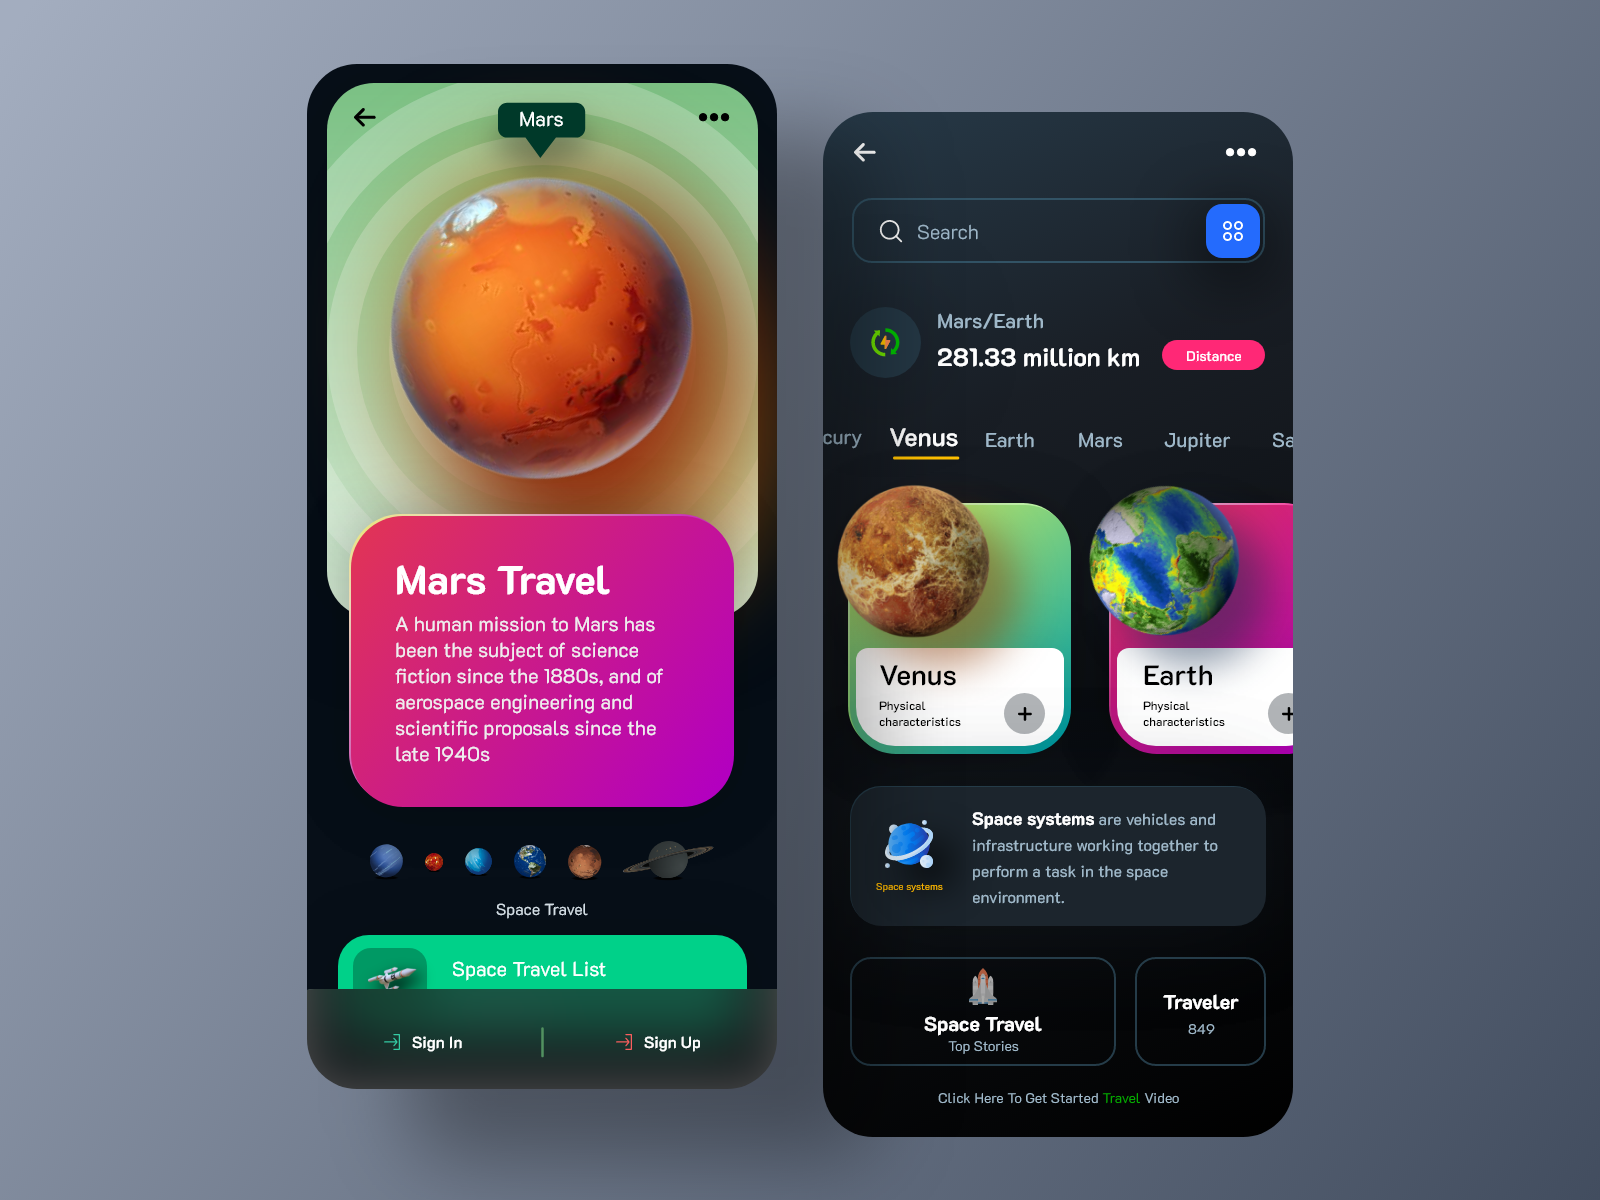 Mars
Mars Travel
A human mission to Mars has
been the subject of science
fiction since the 1880s, and of
aerospace engineering and
scientific proposals since the
late 1940s
Space Travel
Space Travel List
Sign In
Sign Up
Search
Mars/Earth
281.33 million km
Distance
cury
Venus
Earth
Mars
Jupiter
Sa
Venus
Physical
characteristics
Earth
Physical
characteristics
Space systems are vehicles and
infrastructure working together to
perform a task in the space
environment.
Space systems
Space Travel
Top Stories
Traveler
849
Click Here To Get Started Travel Video